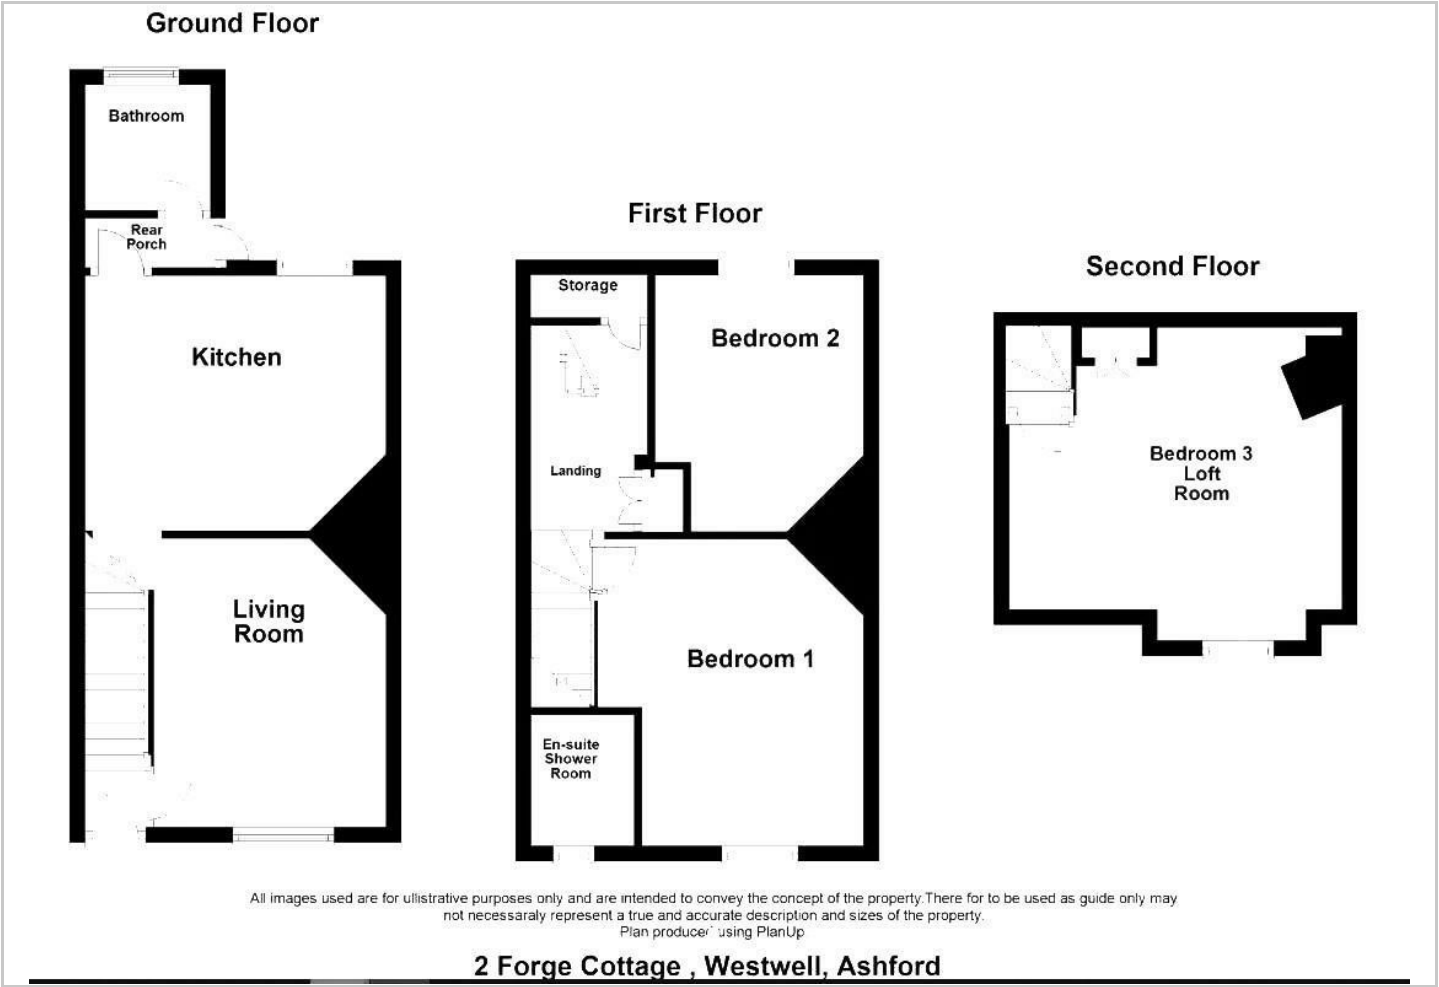 Ground Floor
Bathroom
Rear
Porch
Kitchen
Living
Room
First Floor
Storage
Bedroom 2
Landing
Bedroom 1
En-suite
Shower
Room
Second Floor
Bedroom 3
Loft
Room
All images used are for ullistrative purposes only and are intended to convey the concept of the property.There for to be used as guide only may
not necessaraly represent a true and accurate description and sizes of the property.
Plan produced using PlanUp
2 Forge Cottage , Westwell, Ashford